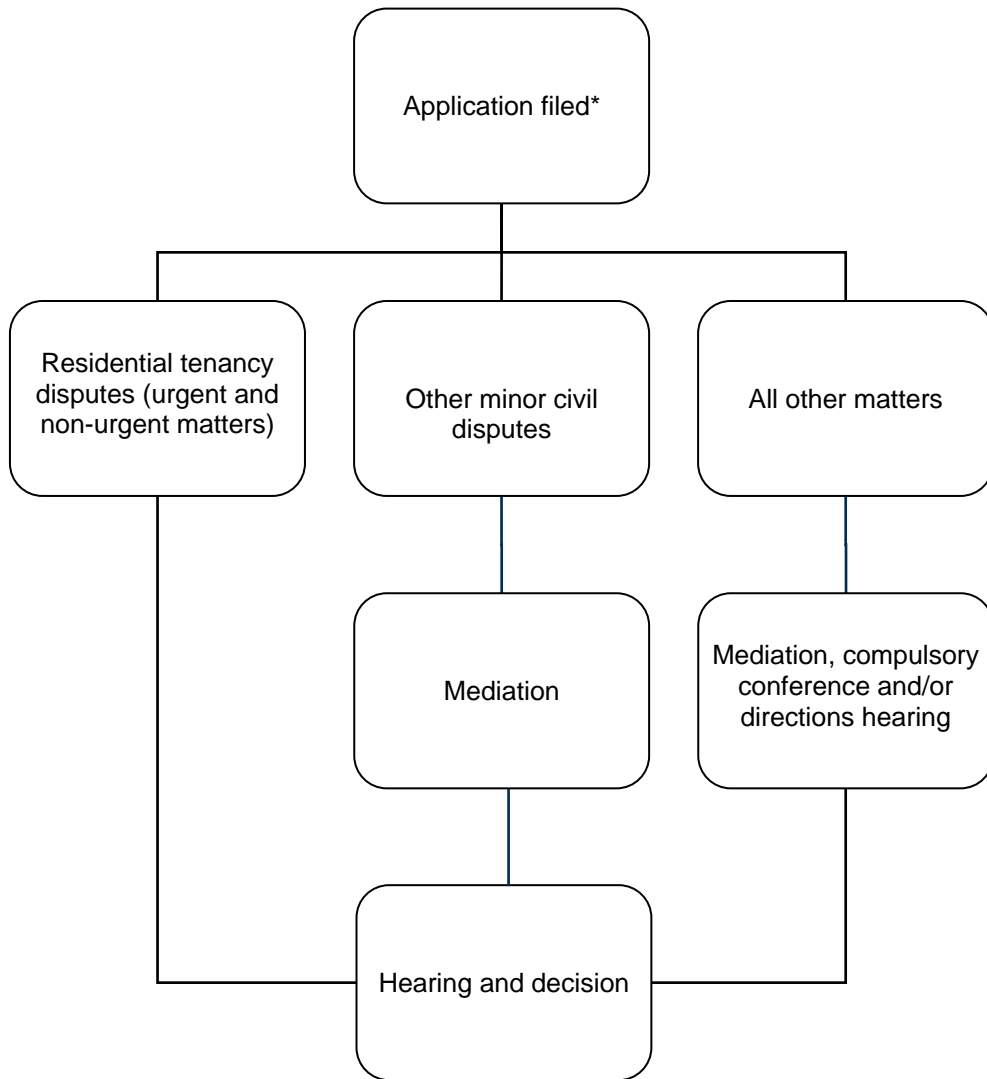 Application filed*
Residential tenancy
disputes (urgent and
non-urgent matters)
Other minor civil
disputes
All other matters
Mediation
Mediation, compulsory
conference and/or
directions hearing
Hearing and decision